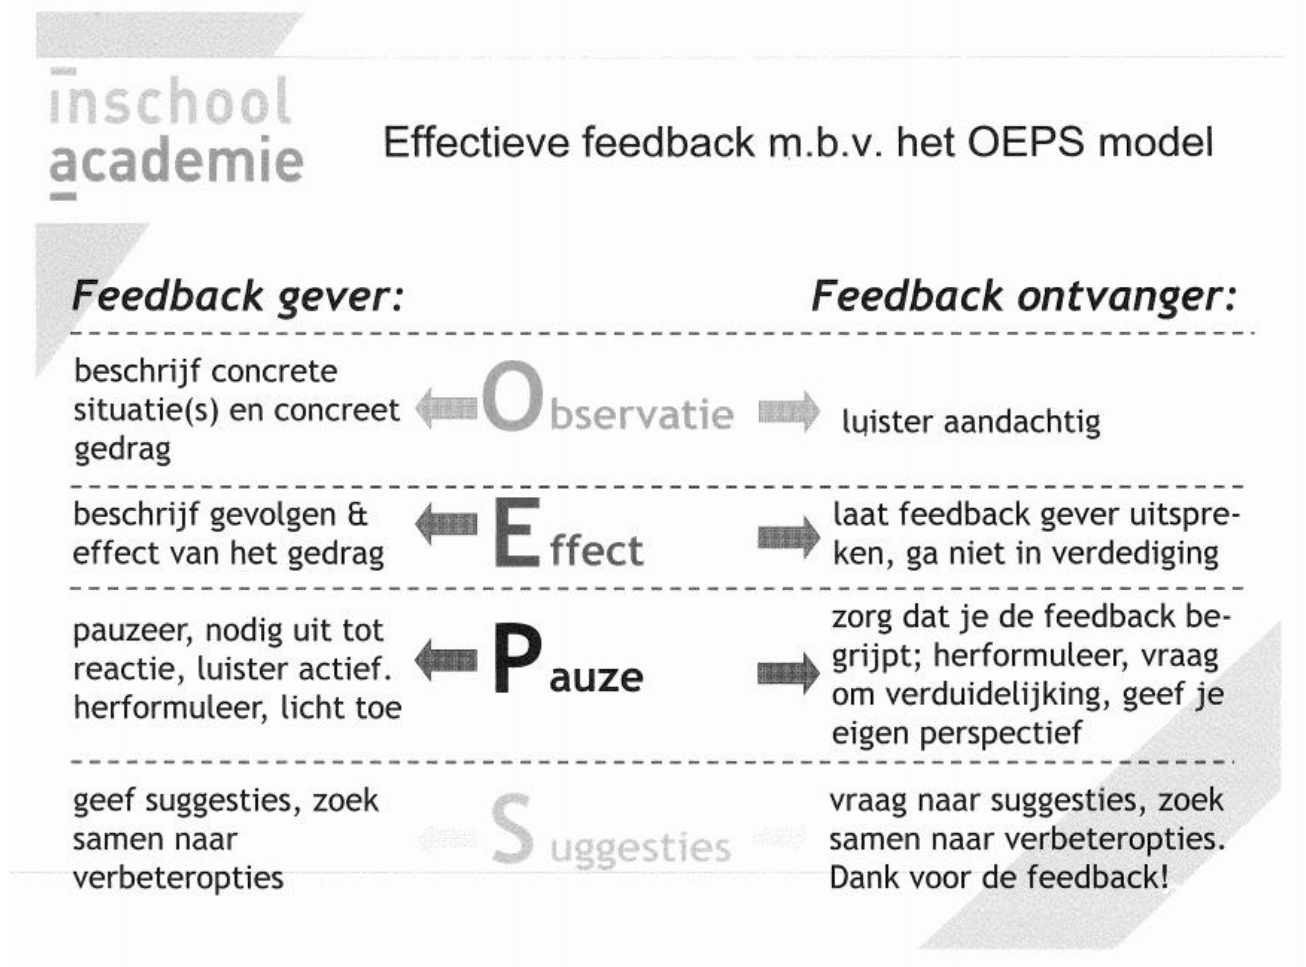 inschool
academie
Effectieve feedback m.b.v. het OEPS model
Feedback gever:
Feedback ontvanger:
beschrijf concrete
situatie(s) en concreet
gedrag
Observatie
luister aandachtig
beschrijf gevolgen &
effect van het gedrag
Effect
laat feedback gever uitspre-
ken, ga niet in verdediging
pauzeer, nodig uit tot
reactie, luister actief.
herformuleer, licht toe
Pauze
zorg dat je de feedback be-
grijpt; herformuleer, vraag
om verduidelijking, geef je
eigen perspectief
geef suggesties, zoek
samen naar
verbeteropties
Suggesties
vraag naar suggesties, zoek
samen naar verbeteropties.
Dank voor de feedback!